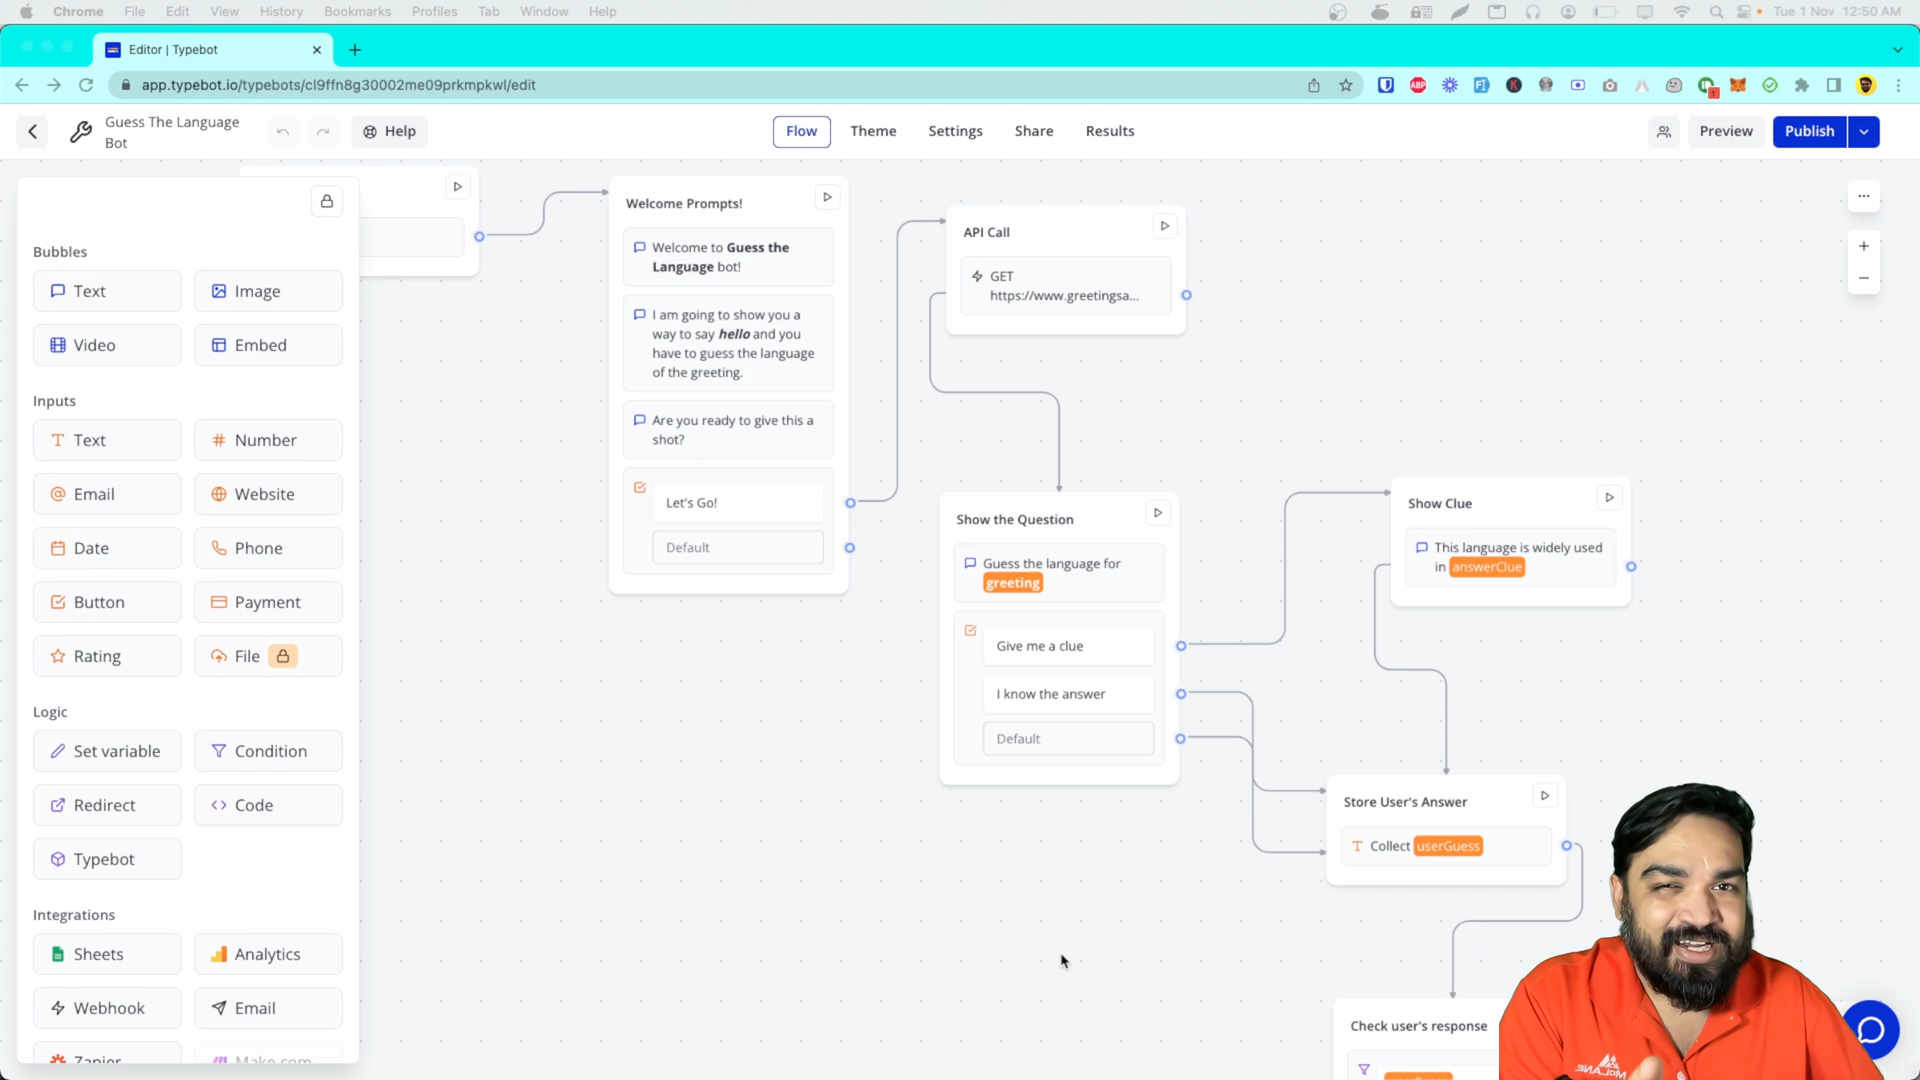 Chrome File Edit View History Bookmarks Profiles Tab Window Help
Tue 1 Nov 12:50 AM
Editor | Typebot
app.typebot.io/typebots/cl9ffn8g30002me09prkmpkwl/edit
Guess The Language
Bot
Help
Flow Theme Settings Share Results
Preview Publish
Bubbles
Text Image
Video Embed
Inputs
Text Number
Email Website
Date Phone
Button Payment
Rating File
Logic
Set variable Condition
Redirect Code
Typebot
Integrations
Sheets Analytics
Webhook Email
Zapier Make.com
Welcome Prompts!
Welcome to Guess the
Language bot!
I am going to show you a
way to say hello and you
have to guess the language
of the greeting.
Are you ready to give this a
shot?
Let's Go!
Default
API Call
GET
https://www.greetingsa...
Show the Question
Guess the language for
greeting
Give me a clue
I know the answer
Default
Show Clue
This language is widely used
in answerClue
Store User's Answer
Collect userGuess
Check user's response